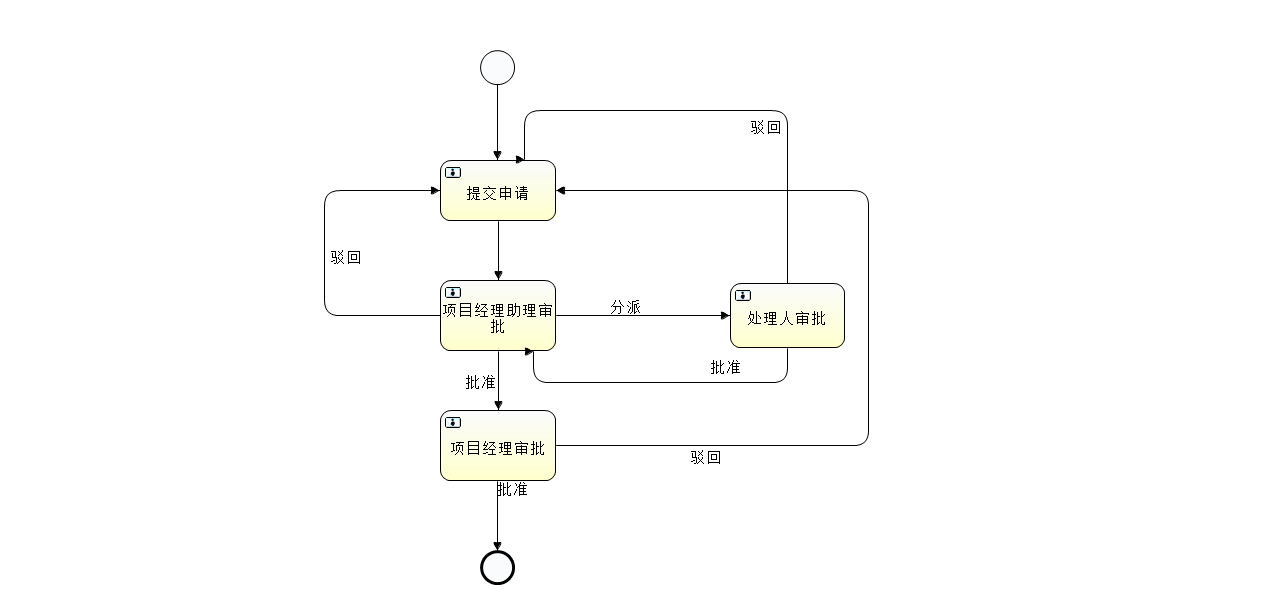 驳回
提交申请
驳回
项目经理助理审
批
分派
处理人审批
批准
批准
项目经理审批
驳回
批准